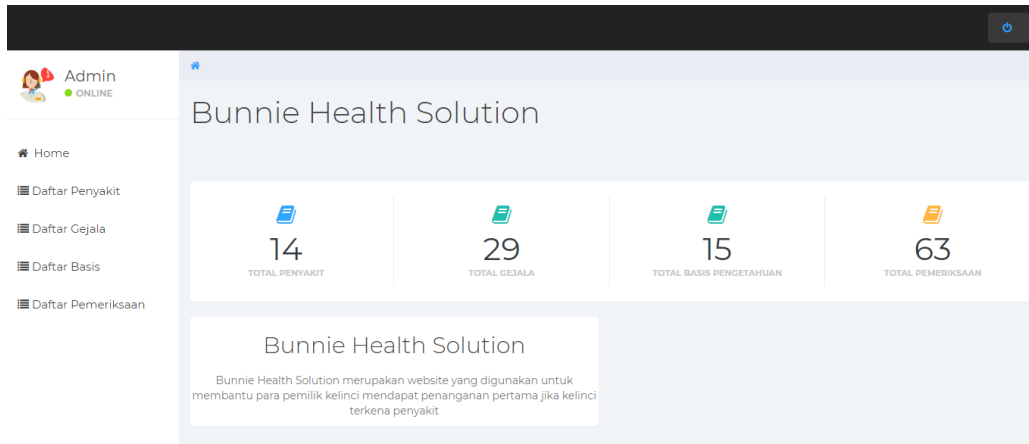 Admin
ONLINE
Home
Daftar Penyakit
Daftar Gejala
Daftar Basis
Daftar Pemeriksaan
Bunnie Health Solution
14
TOTAL PENYAKIT
29
TOTAL GEJALA
15
TOTAL BASIS PENGETAHUAN
63
TOTAL PEMERIKSAAN
Bunnie Health Solution
Bunnie Health Solution merupakan website yang digunakan untuk
membantu para pemilik kelinci mendapat penanganan pertama jika kelinci
terkena penyakit